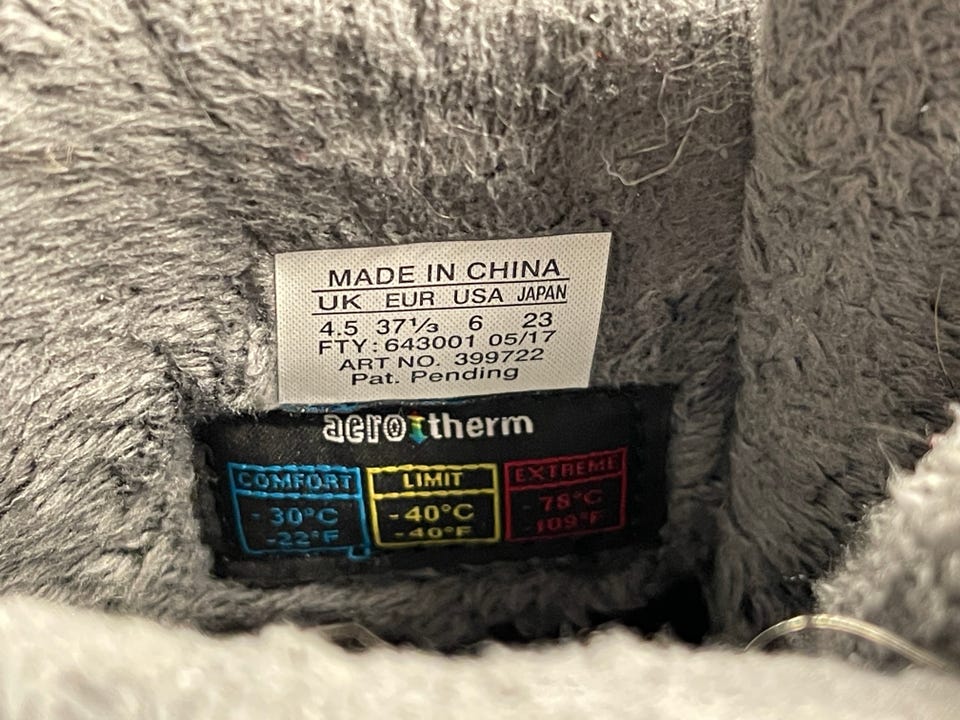 MADE IN CHINA
UK EUR USA JAPAN
4.5 37⅓ 6 23
FTY: 643001 05/17
ART NO. 399722
Pat. Pending
aerotherm
COMFORT LIMIT EXTREME
-30°C -40°C -78°C
-22°F -40°F -109°F